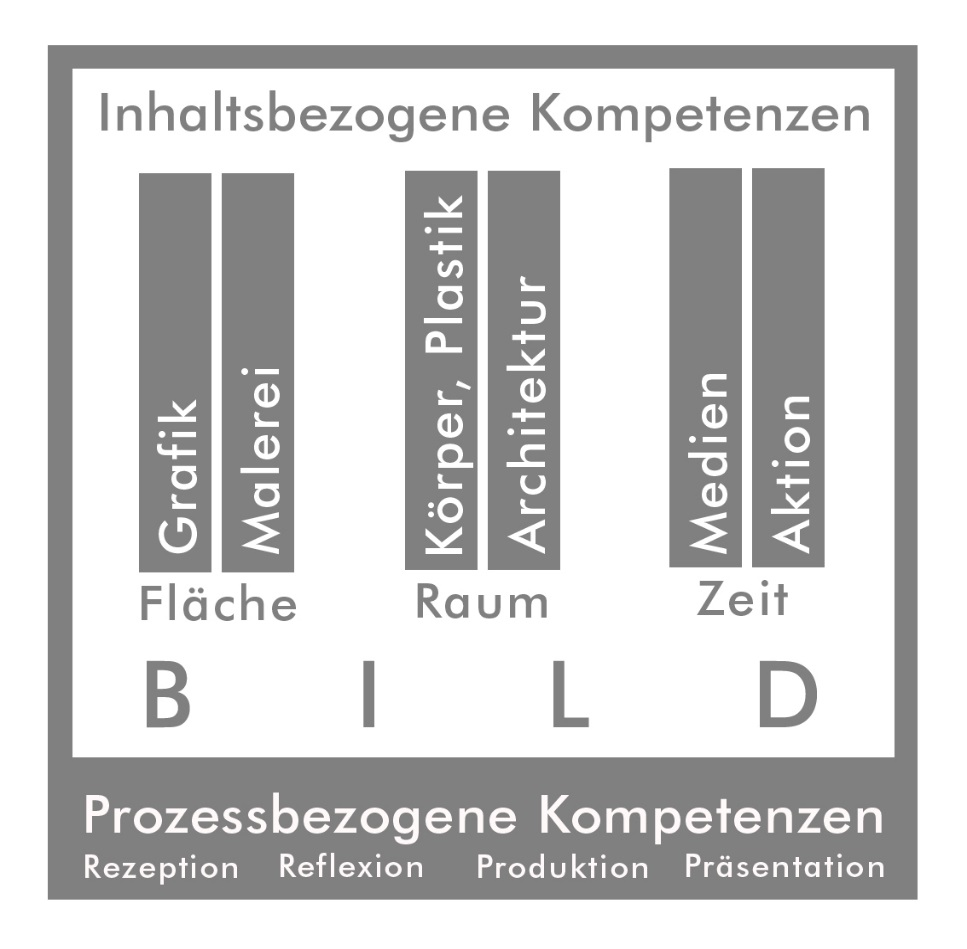 Inhaltsbezogene Kompetenzen
Grafik
Malerei
Körper, Plastik
Architektur
Medien
Aktion
Fläche
Raum
Zeit
B I L D
Prozessbezogene Kompetenzen
Rezeption Reflexion Produktion Präsentation